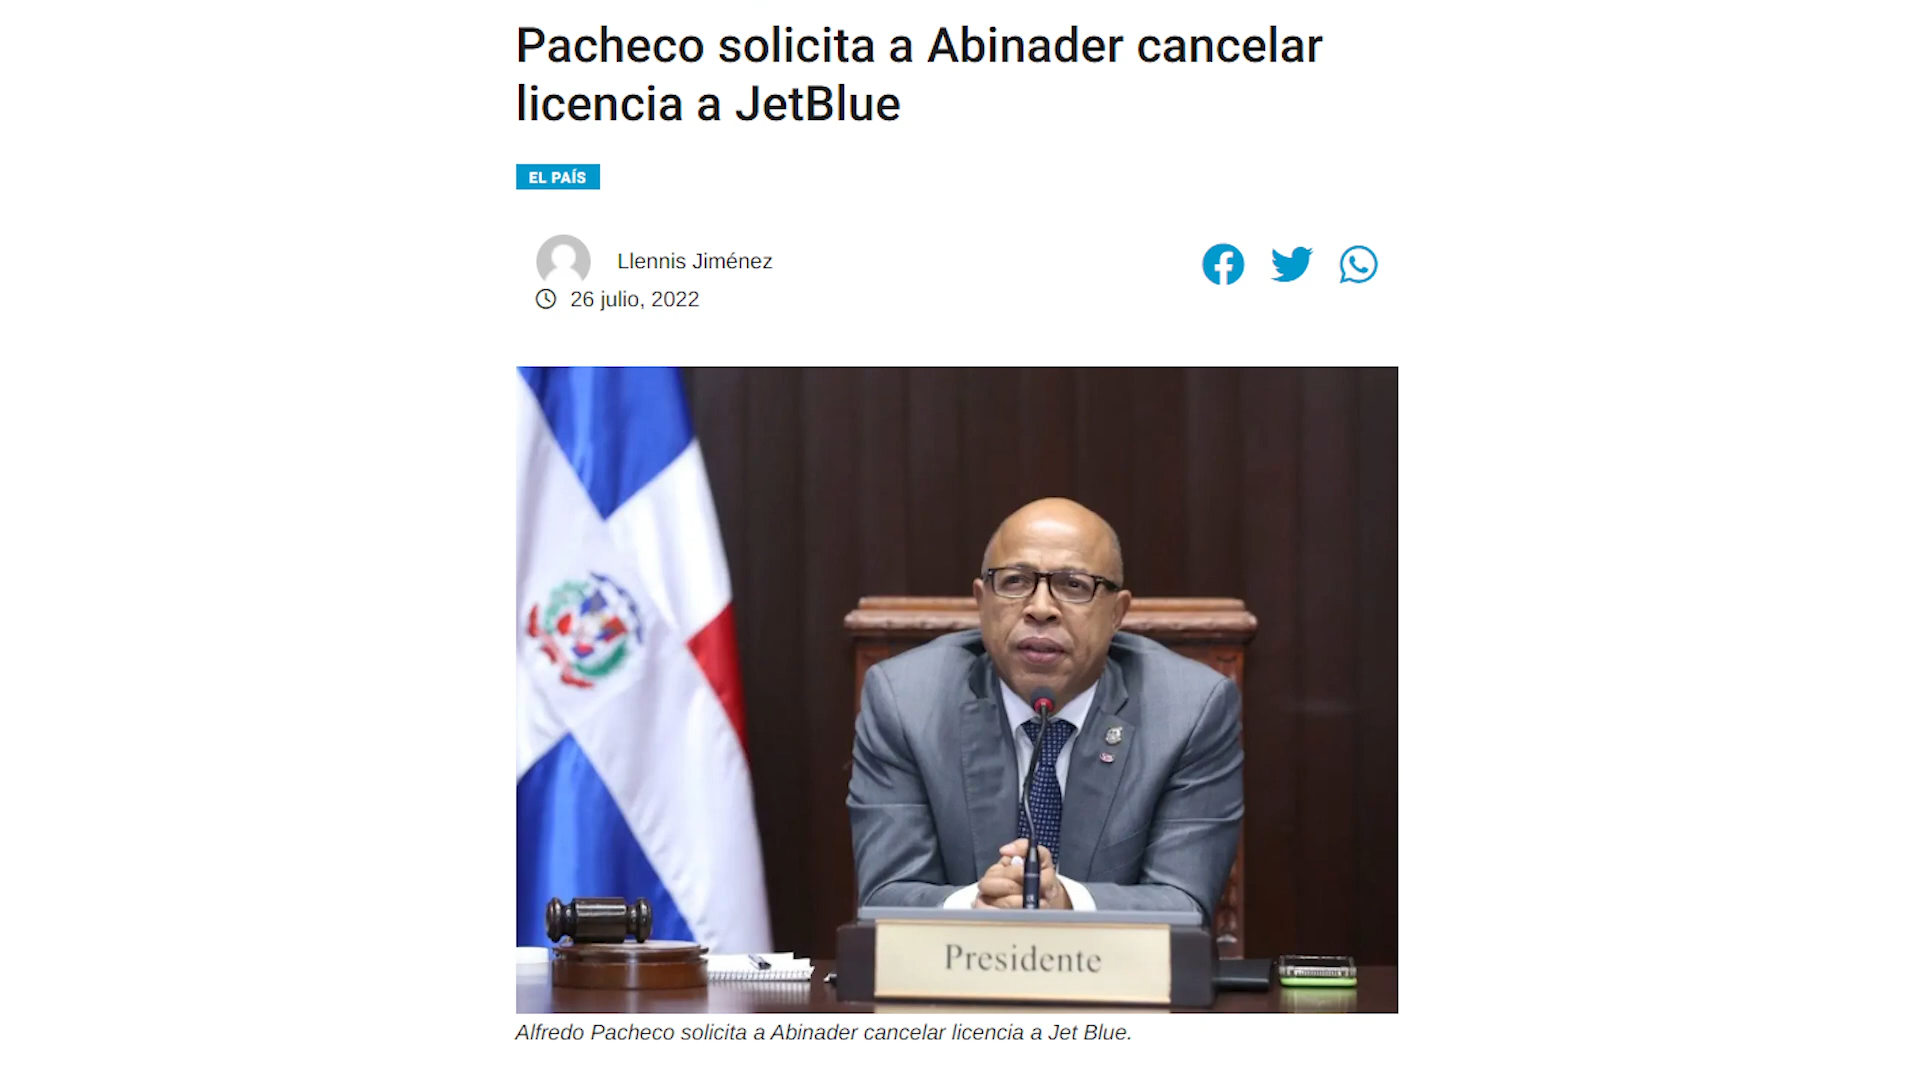 Pacheco solicita a Abinader cancelar
licencia a JetBlue
EL PAÍS
Llennis Jiménez
26 julio, 2022
Presidente
Alfredo Pacheco solicita a Abinader cancelar licencia a Jet Blue.